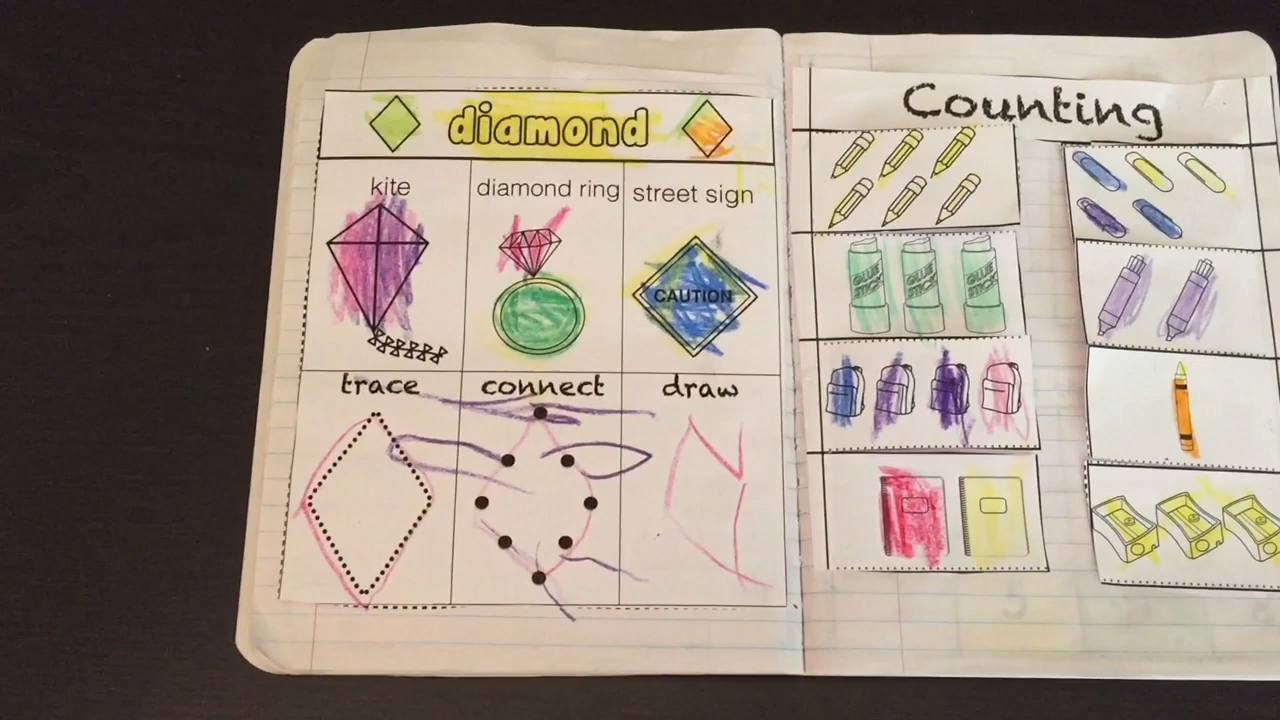 diamond
kite
diamond ring
street sign
CAUTION
trace
connect
draw
Counting
GLUE
STICK
GLUE
STICK
GLUE
STICK